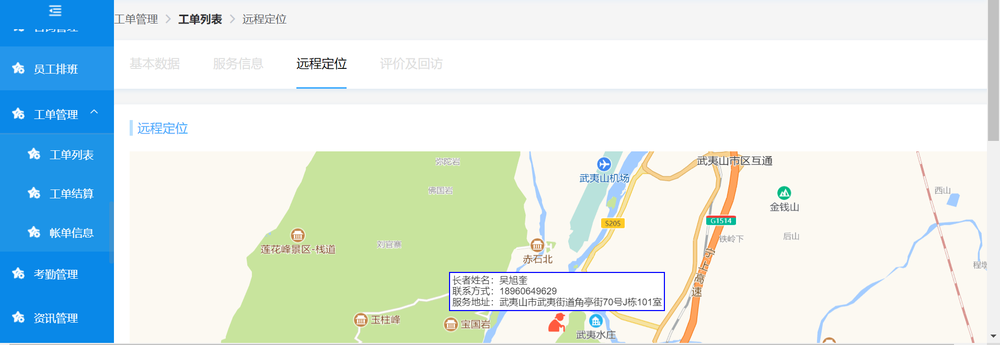 工单管理 > 工单列表 > 远程定位
员工排班
工单管理
工单列表
工单结算
帐单信息
考勤管理
资讯管理
基本数据 服务信息 远程定位 评价及回访
远程定位
弥陀岩
佛国岩
武夷山机场
武夷山市区互通
金钱山
西山
S205
G1514
铁岭下
后山
莲花峰景区-栈道
刘官寨
赤石北
宁上高速
程墩
长者姓名：吴旭奎
联系方式：18960649629
服务地址：武夷山市武夷街道角亭街70号J栋101室
玉柱峰
宝国岩
武夷水庄